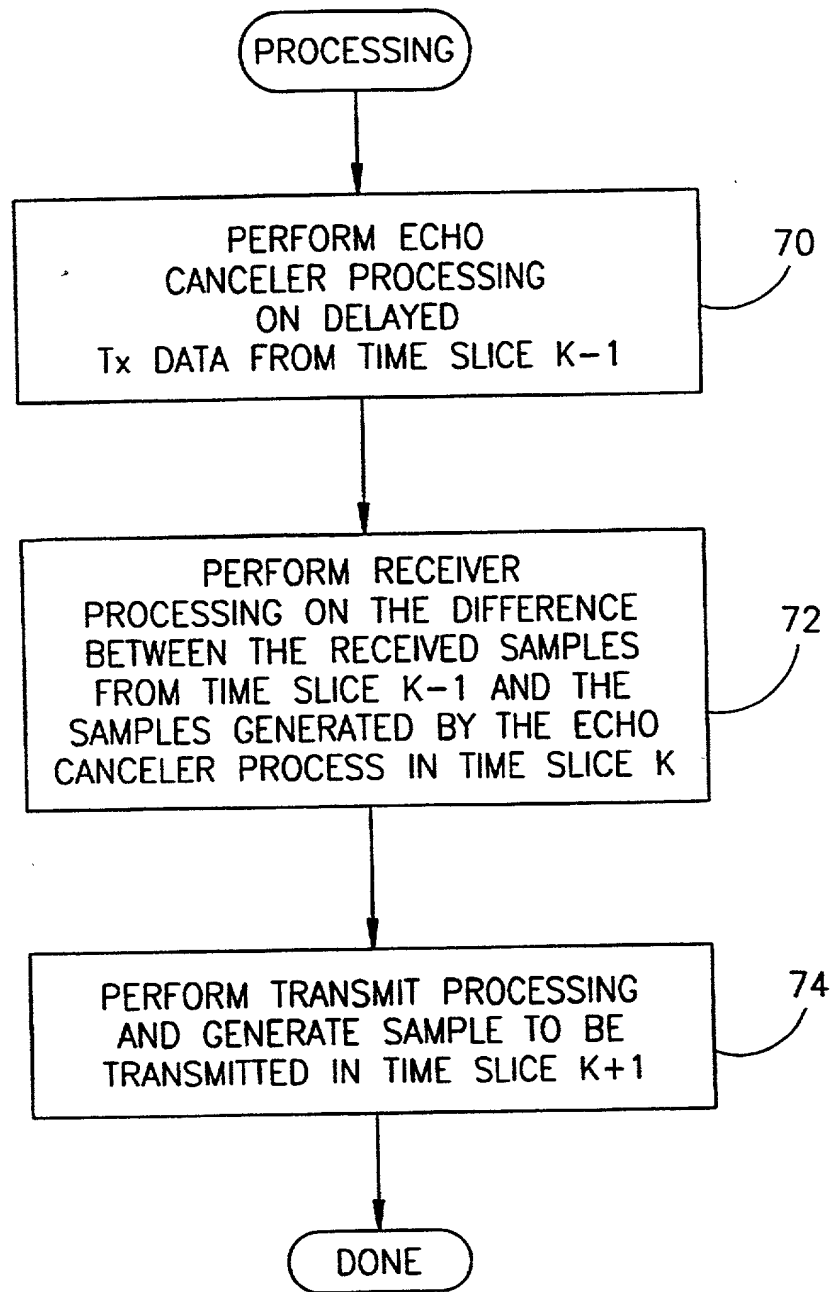 PROCESSING
PERFORM ECHO
CANCELER PROCESSING
ON DELAYED
Tx DATA FROM TIME SLICE K-1
70
PERFORM RECEIVER
PROCESSING ON THE DIFFERENCE
BETWEEN THE RECEIVED SAMPLES
FROM TIME SLICE K-1 AND THE
SAMPLES GENERATED BY THE ECHO
CANCELER PROCESS IN TIME SLICE K
72
PERFORM TRANSMIT PROCESSING
AND GENERATE SAMPLE TO BE
TRANSMITTED IN TIME SLICE K+1
74
DONE